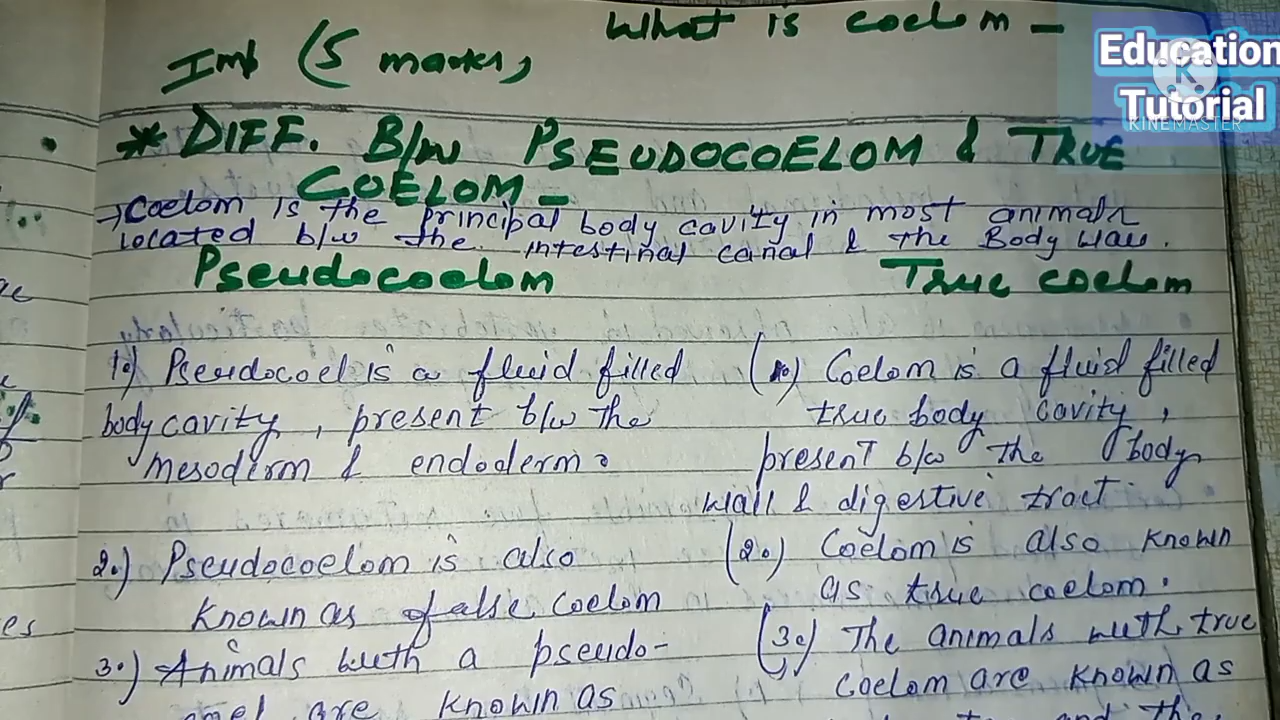 What is coelom -
Imp (5 marks)
Education
Tutorial
KINEMASTER
* DIFF. B/w PSEUDOCOELOM & TRUE
COELOM -
→ Coelom is the principal body cavity in most animals
located b/w the intestinal canal & the Body Wall.
Pseudocoelom True coelom
1.) Pseudocoel is a fluid filled
body cavity, present b/w the
mesoderm & endoderm.
(1.) Coelom is a fluid filled
true body cavity,
present b/w the body
wall & digestive tract.
2.) Pseudocoelom is also
known as false coelom
(2.) Coelom is also known
as true coelom.
3.) Animals with a pseudo-
are known as
(3.) The animals with true
coelom are known as